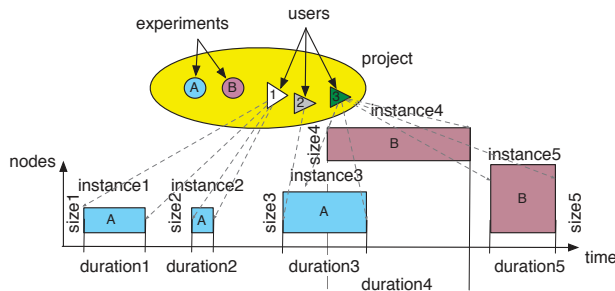 experiments
users
project
A
B
1
2
3
instance4
size4
B
nodes
instance1
instance2
instance3
instance5
size1
A
size2
A
size3
A
B
size5
time
duration1
duration2
duration3
duration5
duration4